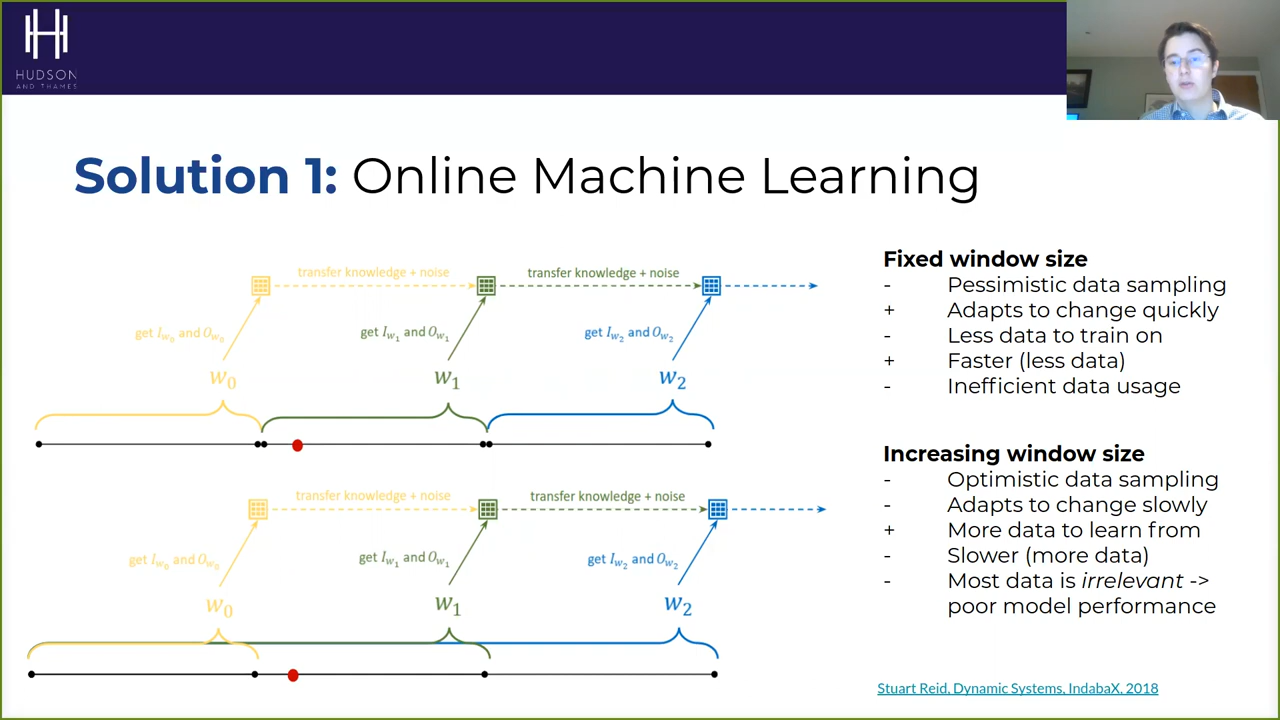 HUDSON
AND THAMES
Solution 1: Online Machine Learning
transfer knowledge + noise
transfer knowledge + noise
get I_w₀ and O_w₀
get I_w₁ and O_w₁
get I_w₂ and O_w₂
w₀
w₁
w₂
transfer knowledge + noise
transfer knowledge + noise
get I_w₀ and O_w₀
get I_w₁ and O_w₁
get I_w₂ and O_w₂
w₀
w₁
w₂
Fixed window size
- Pessimistic data sampling
+ Adapts to change quickly
- Less data to train on
+ Faster (less data)
- Inefficient data usage
Increasing window size
- Optimistic data sampling
- Adapts to change slowly
+ More data to learn from
- Slower (more data)
- Most data is irrelevant ->
poor model performance
Stuart Reid, Dynamic Systems, IndabaX, 2018